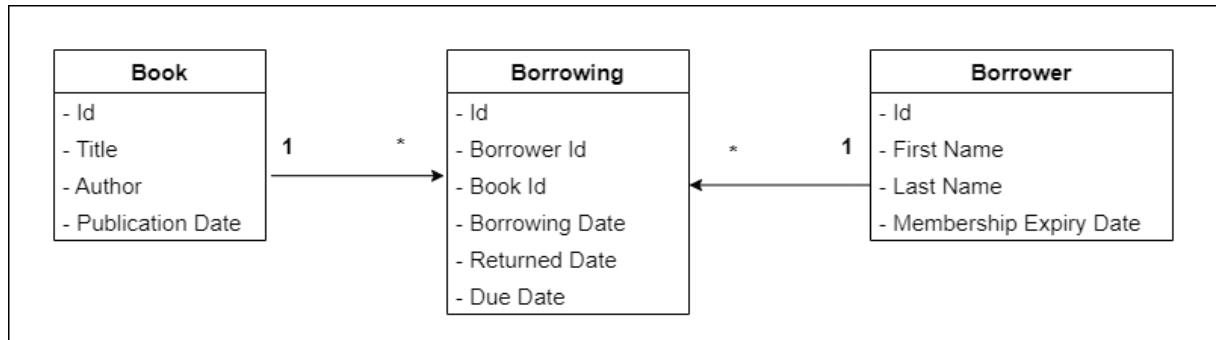 Book
- Id
- Title
- Author
- Publication Date
1
*
Borrowing
- Id
- Borrower Id
- Book Id
- Borrowing Date
- Returned Date
- Due Date
*
1
Borrower
- Id
- First Name
- Last Name
- Membership Expiry Date